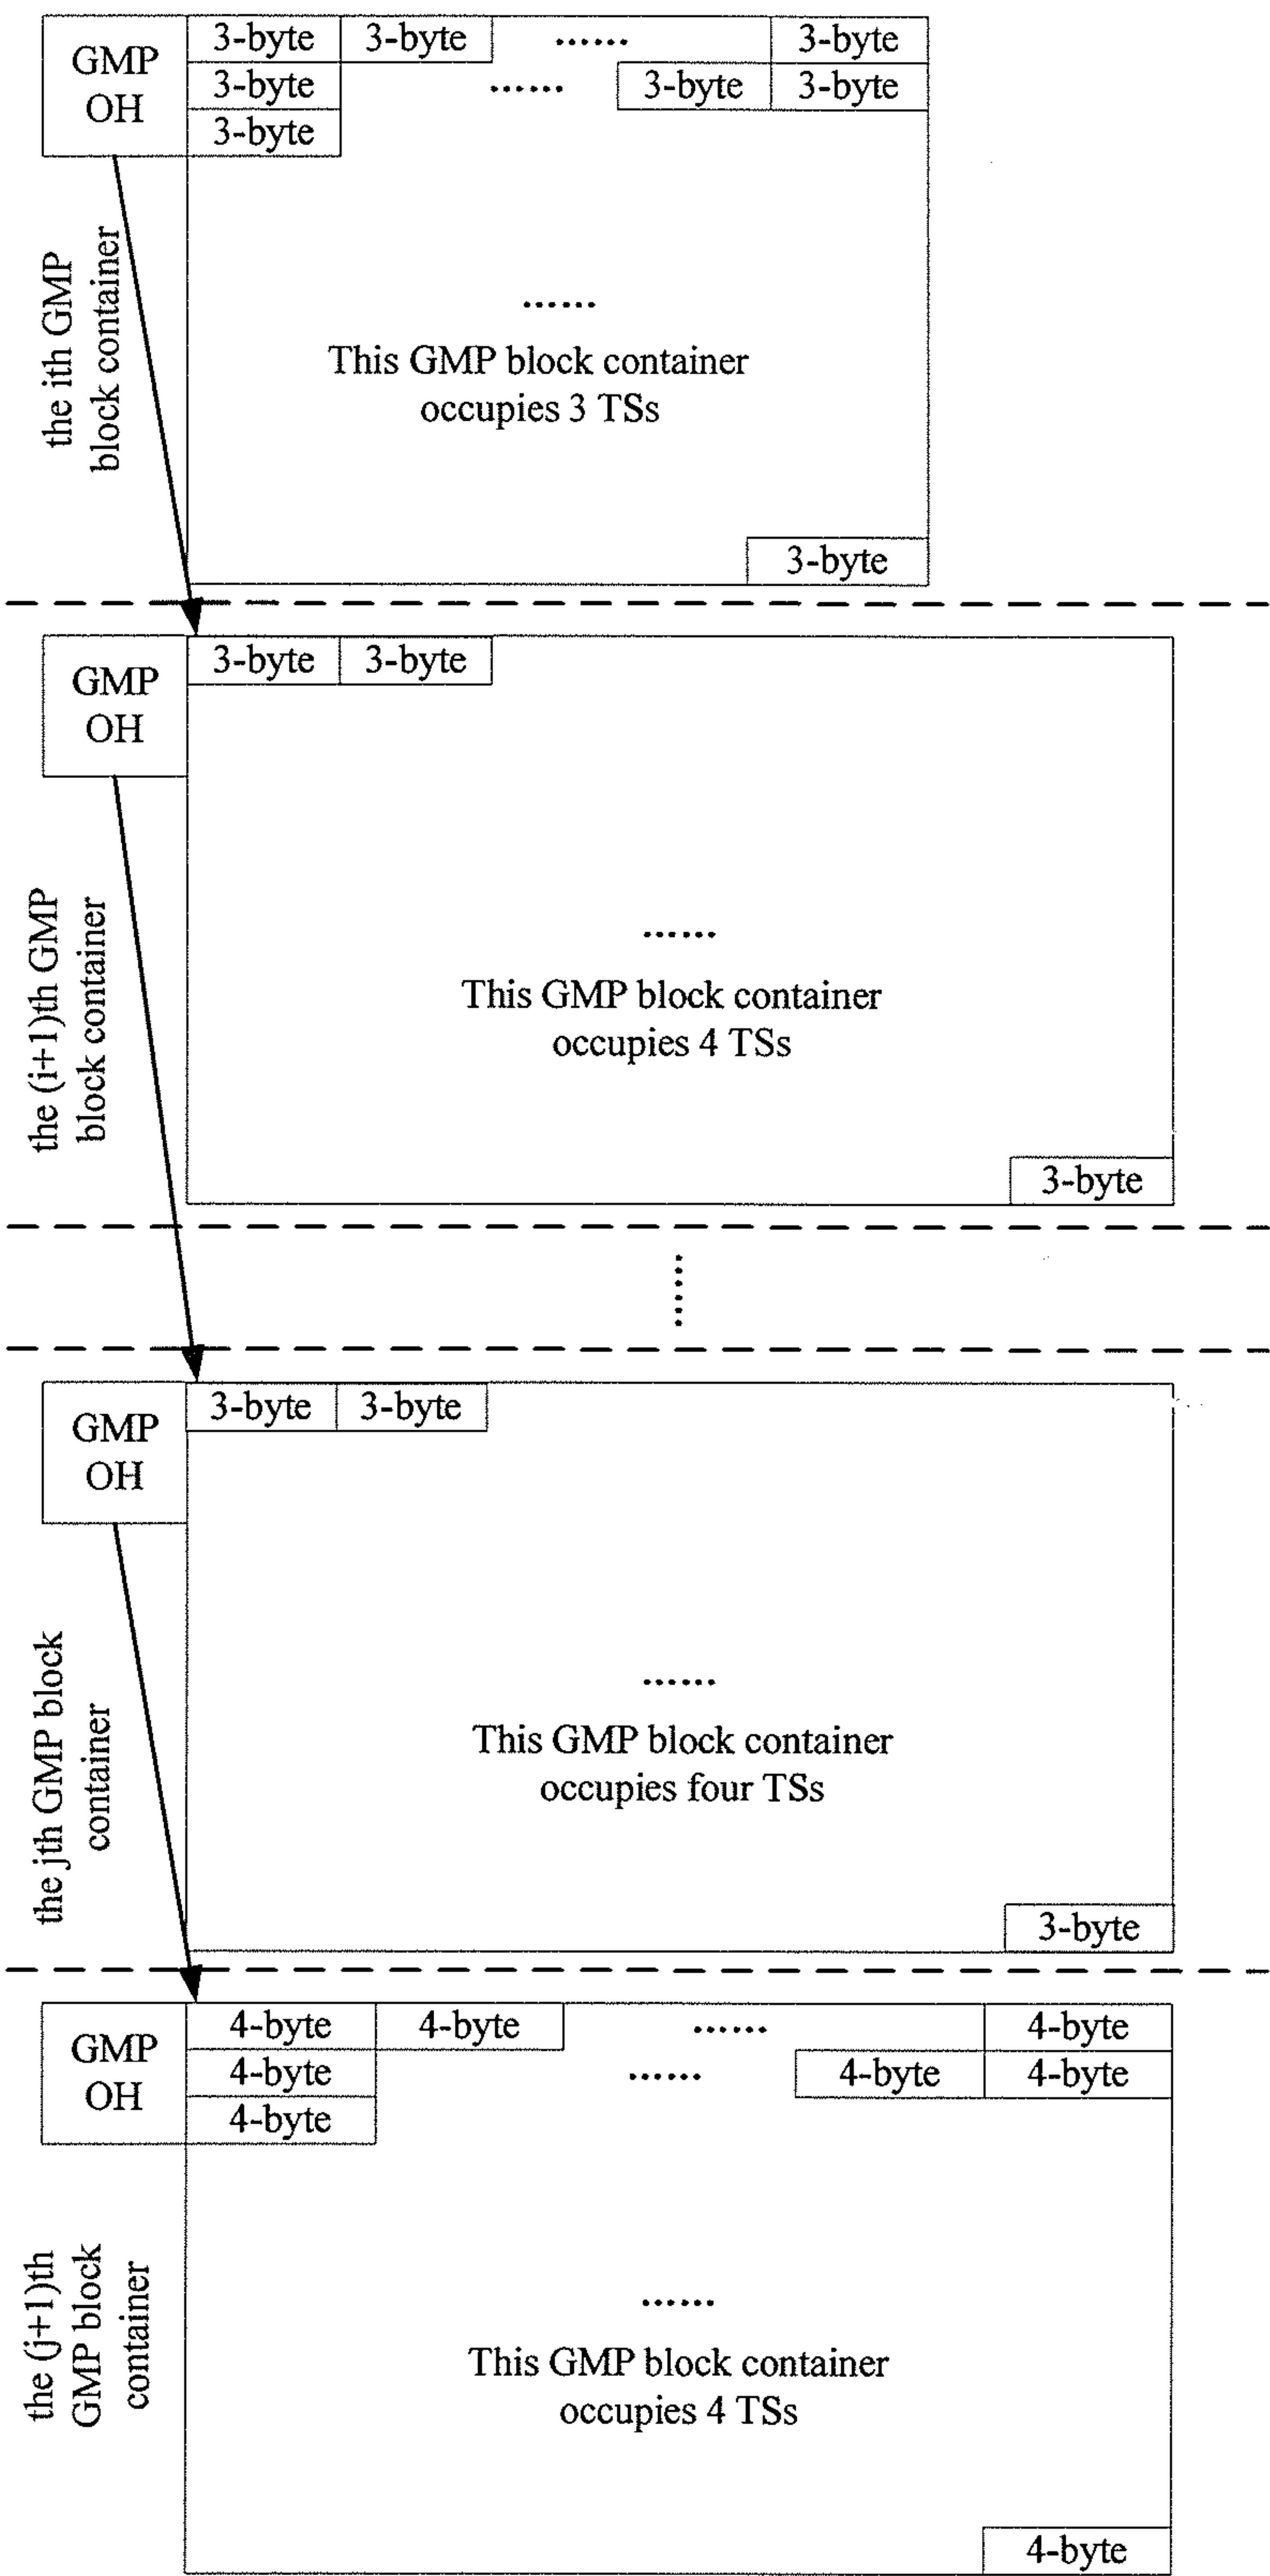 GMP
OH
3-byte 3-byte ...... 3-byte
3-byte ...... 3-byte 3-byte
3-byte
the ith GMP
block container
......
This GMP block container
occupies 3 TSs
3-byte
GMP
OH
3-byte 3-byte
the (i+1)th GMP
block container
......
This GMP block container
occupies 4 TSs
3-byte
......
GMP
OH
3-byte 3-byte
the jth GMP block
container
......
This GMP block container
occupies four TSs
3-byte
GMP
OH
4-byte 4-byte ...... 4-byte
4-byte ...... 4-byte 4-byte
4-byte
the (j+1)th
GMP block
container
......
This GMP block container
occupies 4 TSs
4-byte